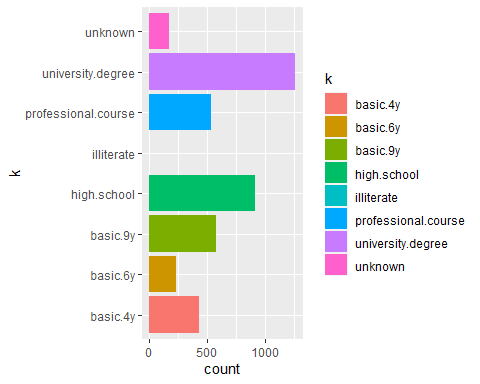 unknown
university.degree
professional.course
illiterate
high.school
basic.9y
basic.6y
basic.4y
k
0
500
1000
count
k
basic.4y
basic.6y
basic.9y
high.school
illiterate
professional.course
university.degree
unknown